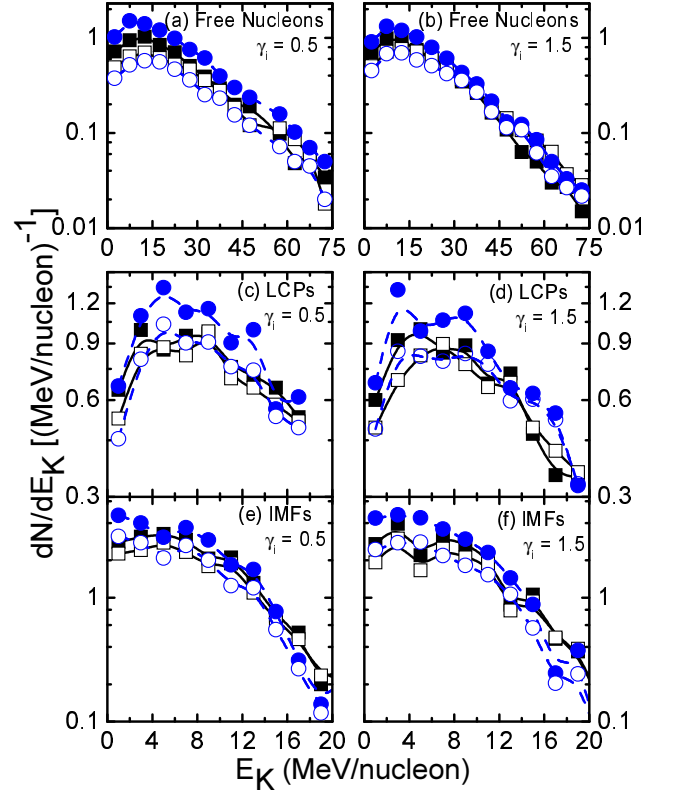 (a) Free Nucleons
γi = 0.5
(b) Free Nucleons
γi = 1.5
1
0.1
0.01
1
0.1
0.01
0 15 30 45 60 75
0 15 30 45 60 75
(c) LCPs
γi = 0.5
(d) LCPs
γi = 1.5
1.2
0.9
0.6
0.3
1.2
0.9
0.6
0.3
(e) IMFs
γi = 0.5
(f) IMFs
γi = 1.5
1
0.1
1
0.1
0 4 8 12 16 20
0 4 8 12 16 20
dN/dEK [(MeV/nucleon)]-1
EK (MeV/nucleon)